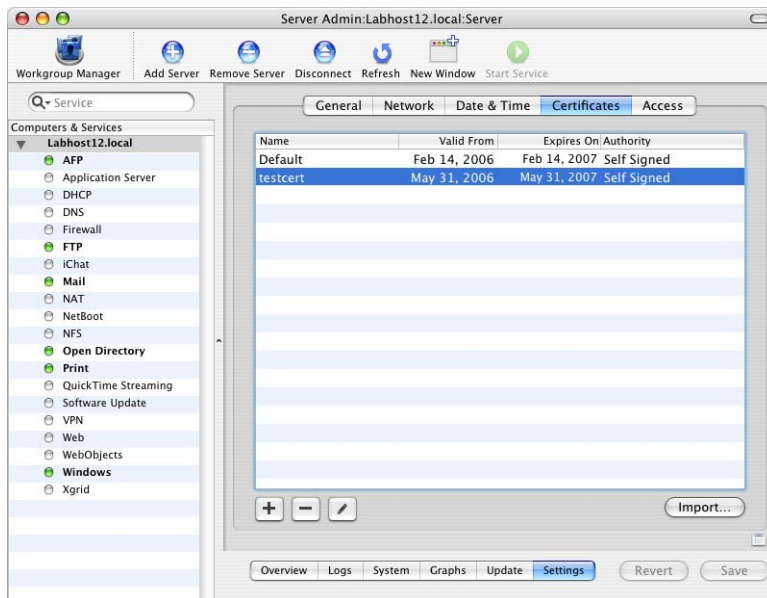 Server Admin:Labhost12.local:Server
Workgroup Manager Add Server Remove Server Disconnect Refresh New Window Start Service
Service
General Network Date & Time Certificates Access
Computers & Services
Labhost12.local
AFP
Application Server
DHCP
DNS
Firewall
FTP
iChat
Mail
NAT
NetBoot
NFS
Open Directory
Print
QuickTime Streaming
Software Update
VPN
Web
WebObjects
Windows
Xgrid
Name Valid From Expires On Authority
Default Feb 14, 2006 Feb 14, 2007 Self Signed
testcert May 31, 2006 May 31, 2007 Self Signed
Import...
Overview Logs System Graphs Update Settings Revert Save